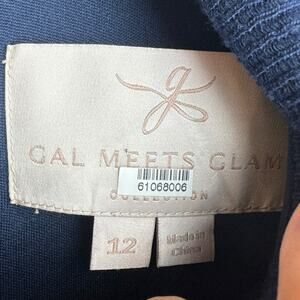 g
GAL MEETS GLAM
61068006
COLLECTION
12
Made in
China